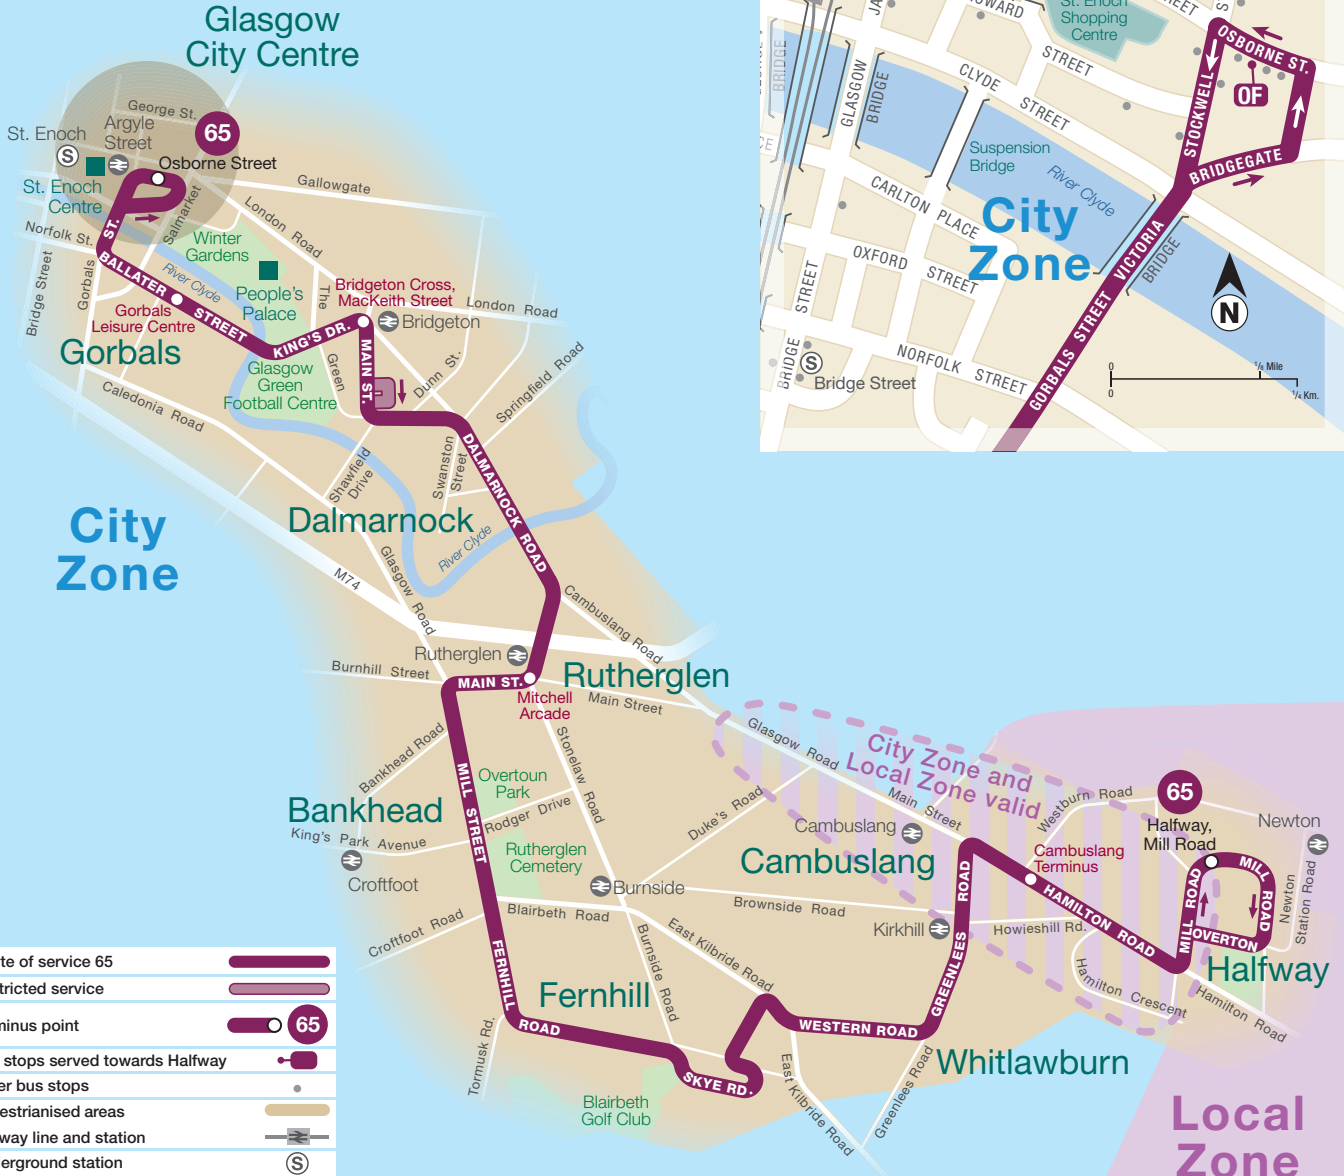 Glasgow
City Centre
George St.
Argyle
Street
St. Enoch
S
65
Osborne Street
St. Enoch
Centre
Gallowgate
Salmarket
London Road
ST.
Norfolk St.
Winter
Gardens
River Clyde
BALLATER STREET
Gorbals
Bridge Street
People's
Palace
The Green
Bridgeton Cross,
MacKeith Street
London Road
Bridgeton
Gorbals
Leisure Centre
KING'S DR.
Gorbals
MAIN ST.
Dunn St.
Springfield Road
Glasgow
Green
Football Centre
Caledonia Road
Shawfield
Drive
Swanston
Street
DALMARNOCK ROAD
City
Zone
Dalmarnock
River Clyde
M74
Glasgow Road
Cambuslang Road
Rutherglen
Burnhill Street
MAIN ST.
Rutherglen
Mitchell
Arcade
Main Street
Bankhead Road
Stonelaw Road
Glasgow Road
City Zone and
Local Zone valid
MILL STREET
Overtoun
Park
Rodger Drive
Duke's Road
Main Street
Westburn Road
65
Bankhead
King's Park Avenue
Croftfoot
Rutherglen
Cemetery
Cambuslang
Cambuslang
Cambuslang
Terminus
Halfway,
Mill Road
Newton
Burnside
Blairbeth Road
Brownside Road
Kirkhill
Howieshill Rd.
HAMILTON ROAD
MILL ROAD
MILL ROAD
OVERTON
Newton
Station Road
Croftfoot Road
East Kilbride Road
Burnside Road
GREENLEES ROAD
Halfway
Hamilton Crescent
Hamilton Road
FERNHILL ROAD
Fernhill
WESTERN ROAD
Whitlawburn
Tormusk Rd.
SKYE RD.
East Kilbride Road
Greenlees Road
Blairbeth
Golf Club
Local
Zone
te of service 65
tricted service
minus point
65
stops served towards Halfway
er bus stops
estrianised areas
way line and station
erground station
S
St. Enoch
Shopping
Centre
STREET
OSBORNE ST.
OF
STOCKWELL
BRIDGEGATE
BRIDGE
GLASGOW
BRIDGE
CLYDE STREET
STREET
Suspension
Bridge
River Clyde
CARLTON PLACE
City
Zone
OXFORD STREET
VICTORIA
BRIDGE
BRIDGE STREET
S
Bridge Street
NORFOLK STREET
GORBALS STREET
N
0
1/8 Mile
0
1/4 Km.